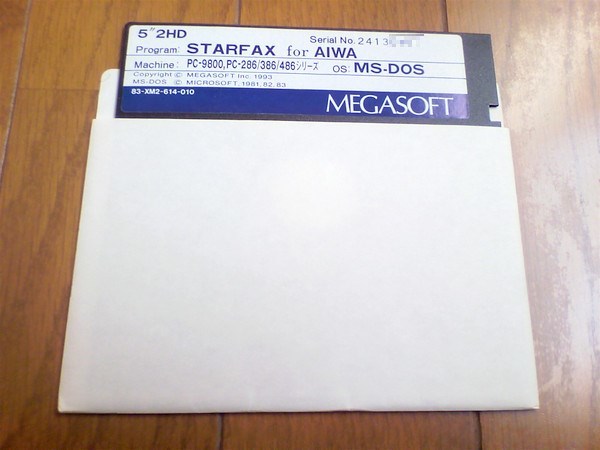 5" 2HD
Serial No. 2413
Program: STARFAX for AIWA
Machine: PC-9800,PC-286/386/486シリーズ OS: MS-DOS
Copyright © MEGASOFT Inc. 1993
MS-DOS © MICROSOFT. 1981. 82. 83
83-XM2-614-010
MEGASOFT